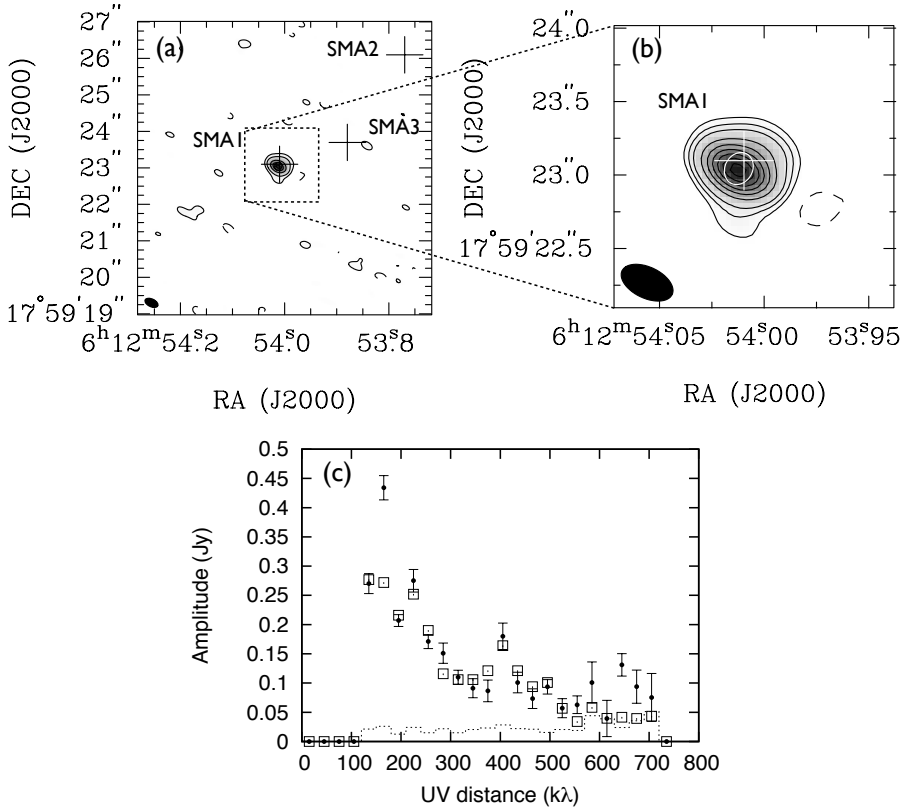 (a)
SMA2
SMA1
SMA3
27″
26″
25″
24″
23″
22″
21″
20″
17°59′19″
DEC (J2000)
6ʰ12ᵐ54ˢ.2
54ˢ.0
53ˢ.8
RA (J2000)
(b)
SMA1
24″.0
23″.5
23″.0
17°59′22″.5
DEC (J2000)
6ʰ12ᵐ54ˢ.05
54ˢ.00
53ˢ.95
RA (J2000)
(c)
0.5
0.45
0.4
0.35
0.3
0.25
0.2
0.15
0.1
0.05
0
Amplitude (Jy)
0 100 200 300 400 500 600 700 800
UV distance (kλ)